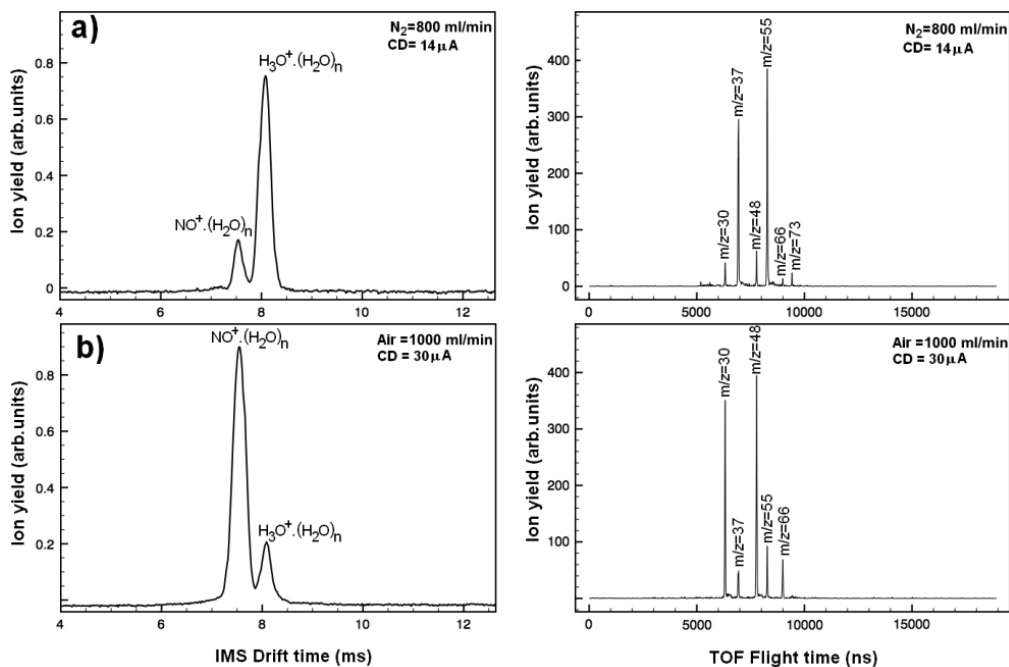 a)
N₂=800 ml/min
CD= 14µA
H₃O⁺.(H₂O)n
NO⁺.(H₂O)n
Ion yield (arb.units)
0.8
0.6
0.4
0.2
0
4
6
8
10
12
N₂=800 ml/min
CD= 14µA
m/z=30
m/z=37
m/z=48
m/z=55
m/z=66
m/z=73
Ion yield (arb.units)
400
300
200
100
0
0
5000
10000
15000
b)
NO⁺.(H₂O)n
Air =1000 ml/min
CD = 30µA
H₃O⁺.(H₂O)n
Ion yield (arb.units)
0.8
0.6
0.4
0.2
4
6
8
10
12
IMS Drift time (ms)
Air =1000 ml/min
CD = 30µA
m/z=30
m/z=37
m/z=48
m/z=55
m/z=66
Ion yield (arb.units)
400
300
200
100
0
5000
10000
15000
TOF Flight time (ns)